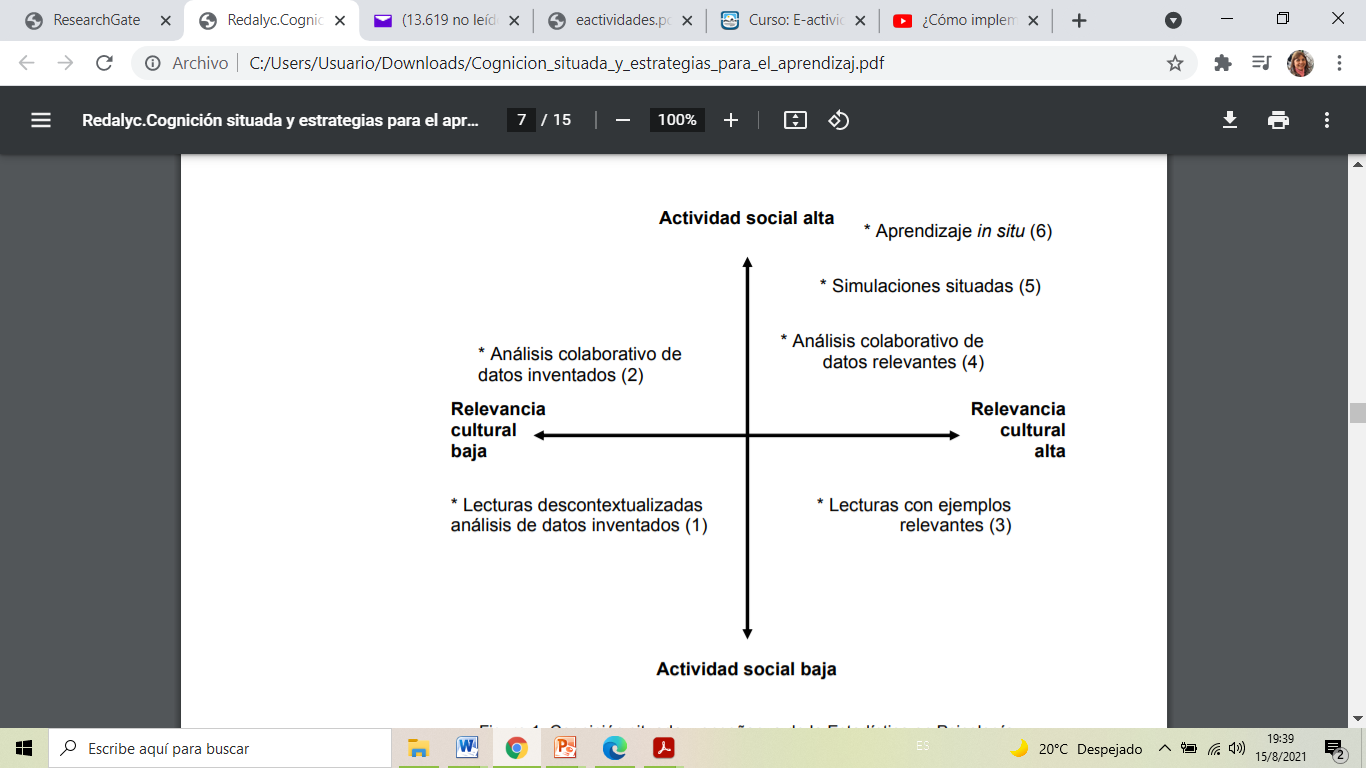 ResearchGate
Redalyc.Cognic
(13.619 no leíd
eactividades.pd
Curso: E-activid
¿Cómo implem
Archivo
C:/Users/Usuario/Downloads/Cognicion_situada_y_estrategias_para_el_aprendizaj.pdf
Redalyc.Cognición situada y estrategias para el apr...
7 / 15
100%
Actividad social alta
* Aprendizaje in situ (6)
* Simulaciones situadas (5)
* Análisis colaborativo de
datos relevantes (4)
* Análisis colaborativo de
datos inventados (2)
Relevancia
cultural
baja
Relevancia
cultural
alta
* Lecturas descontextualizadas
análisis de datos inventados (1)
* Lecturas con ejemplos
relevantes (3)
Actividad social baja
Escribe aquí para buscar
ES
20°C Despejado
19:39
15/8/2021
2